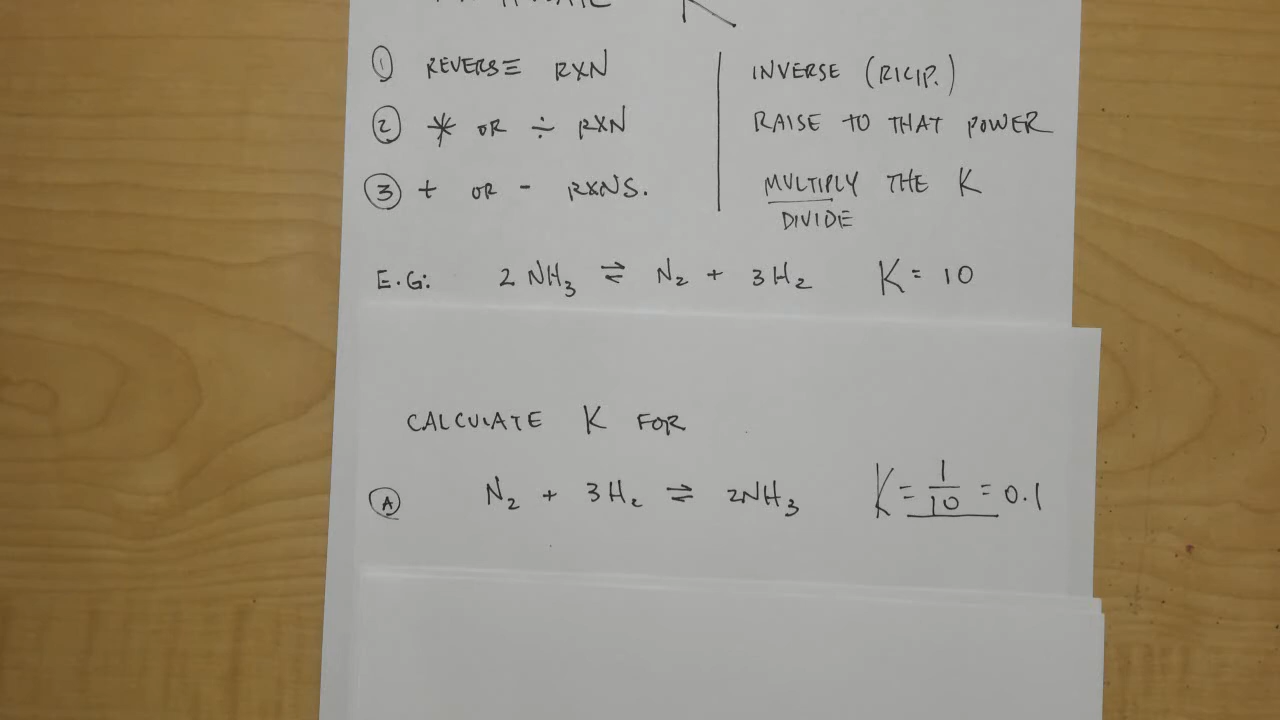 K
① REVERSE RXN INVERSE (RICIP.)
② * OR ÷ RXN RAISE TO THAT POWER
③ + OR - RXNS. MULTIPLY THE K
DIVIDE
E.G: 2 NH₃ ⇌ N₂ + 3H₂ K = 10
CALCULATE K FOR
Ⓐ N₂ + 3H₂ ⇌ 2NH₃ K = 1/10 = 0.1